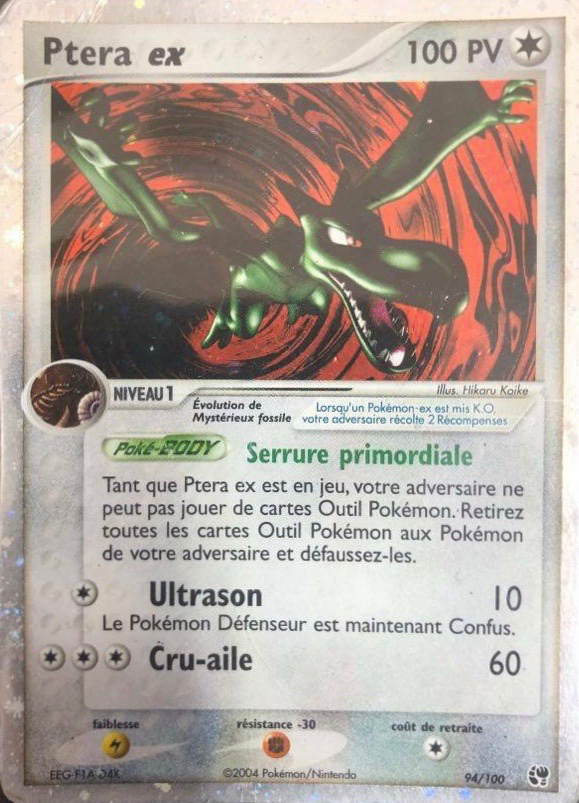 Ptera ex 100 PV
NIVEAU 1
Illus. Hikaru Koike
Évolution de
Mystérieux fossile
Lorsqu'un Pokémon-ex est mis K.O,
votre adversaire récolte 2 Récompenses
Poké-BODY Serrure primordiale
Tant que Ptera ex est en jeu, votre adversaire ne
peut pas jouer de cartes Outil Pokémon. Retirez
toutes les cartes Outil Pokémon aux Pokémon
de votre adversaire et défaussez-les.
Ultrason 10
Le Pokémon Défenseur est maintenant Confus.
Cru-aile 60
faiblesse résistance -30 coût de retraite
©2004 Pokémon/Nintendo 94/100